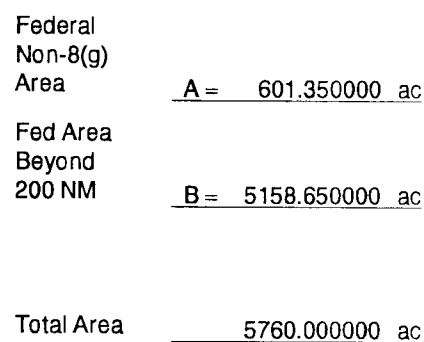 Federal
Non-8(g)
Area A = 601.350000 ac
Fed Area
Beyond
200 NM B = 5158.650000 ac
Total Area 5760.000000 ac